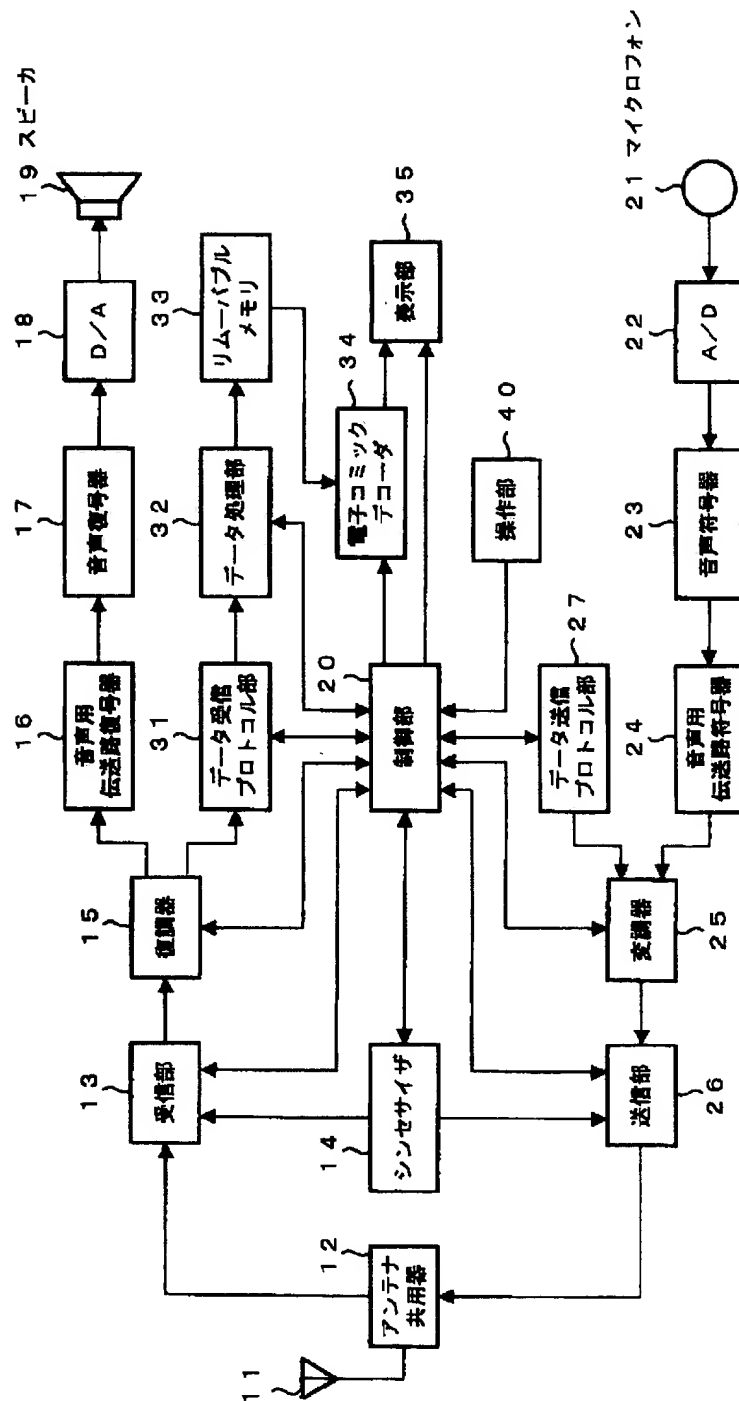 11
12
アンテナ
共用器
13
受信部
14
シンセサイザ
送信部
26
15
復調器
変調器
25
16
音声用
伝送路復号器
31
データ受信
プロトコル部
20
制御部
27
データ送信
プロトコル部
24
音声用
伝送路符号器
17
音声復号器
32
データ処理部
34
電子コミック
デコーダ
40
操作部
23
音声符号器
18
D/A
33
リムーバブル
メモリ
35
表示部
22
A/D
19 スピーカ
21 マイクロフォン